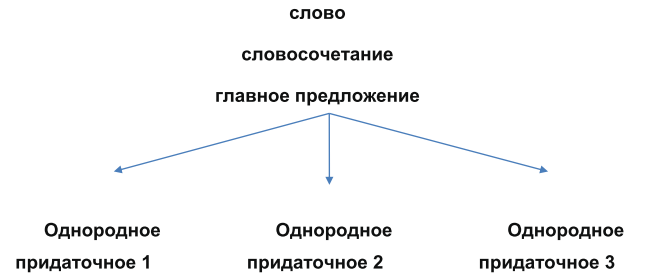 слово
словосочетание
главное предложение
Однородное придаточное 1
Однородное придаточное 2
Однородное придаточное 3